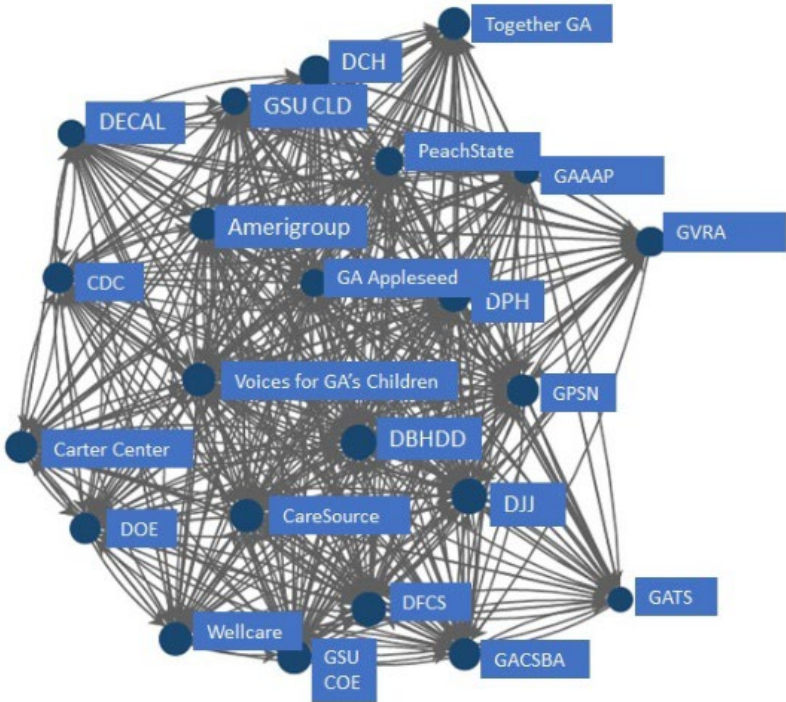 Together GA
DCH
GSU CLD
DECAL
PeachState
GAAAP
Amerigroup
GVRA
CDC
GA Appleseed
DPH
Voices for GA's Children
GPSN
DBHDD
Carter Center
CareSource
DJJ
DOE
DFCS
GATS
Wellcare
GSU
COE
GACSBA